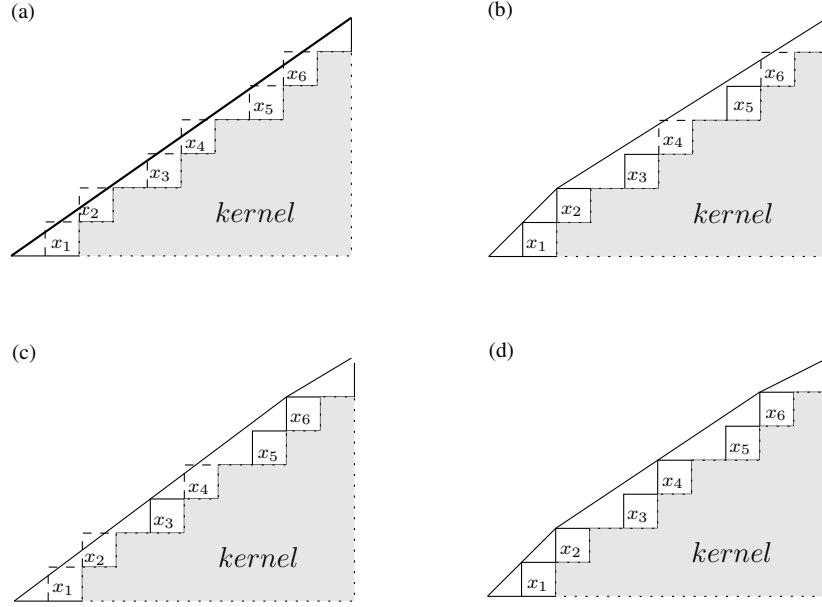 (a)
x₆
x₅
x₄
x₃
x₂
x₁
kernel
(b)
x₆
x₅
x₄
x₃
x₂
x₁
kernel
(c)
x₆
x₅
x₄
x₃
x₂
x₁
kernel
(d)
x₆
x₅
x₄
x₃
x₂
x₁
kernel